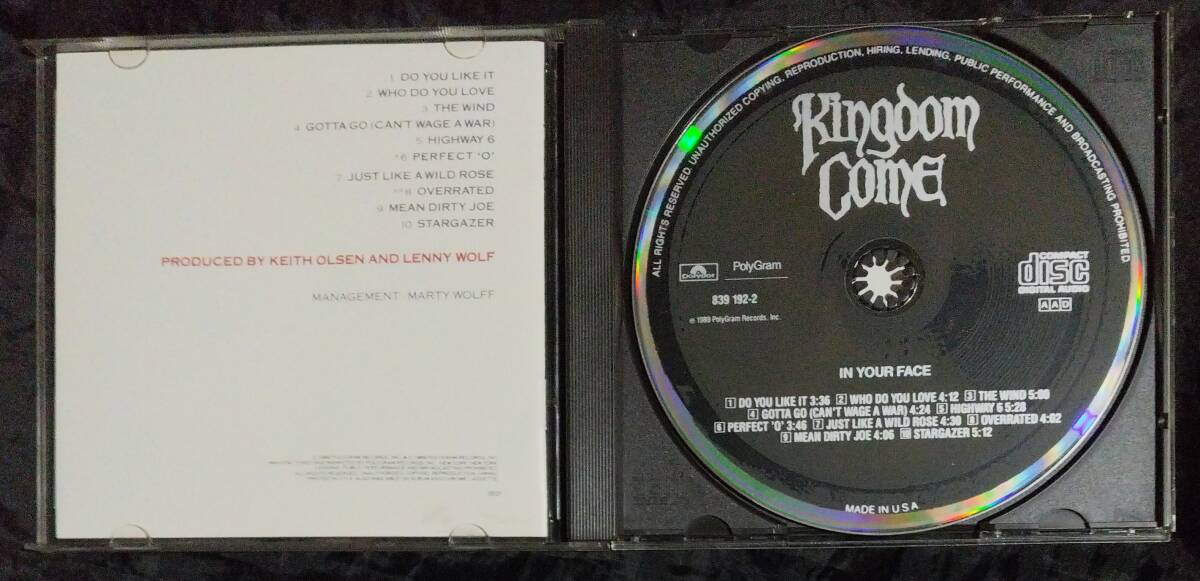 1 DO YOU LIKE IT
2 WHO DO YOU LOVE
3 THE WIND
4 GOTTA GO (CAN'T WAGE A WAR)
5 HIGHWAY 6
*6 PERFECT 'O'
7 JUST LIKE A WILD ROSE
**8 OVERRATED
9 MEAN DIRTY JOE
10 STARGAZER
PRODUCED BY KEITH OLSEN AND LENNY WOLF
MANAGEMENT MARTY WOLFF
ALL RIGHTS RESERVED. UNAUTHORIZED COPYING, REPRODUCTION, HIRING, LENDING, PUBLIC PERFORMANCE AND BROADCASTING PROHIBITED.
Kingdom
Come
Polydor
PolyGram
839 192-2
℗ 1989 PolyGram Records, Inc.
COMPACT
disc
DIGITAL AUDIO
AAD
IN YOUR FACE
1 DO YOU LIKE IT 3:36 2 WHO DO YOU LOVE 4:12 3 THE WIND 5:00
4 GOTTA GO (CAN'T WAGE A WAR) 4:24 5 HIGHWAY 6 5:26
6 PERFECT 'O' 3:46 7 JUST LIKE A WILD ROSE 4:30 8 OVERRATED 4:02
9 MEAN DIRTY JOE 4:06 10 STARGAZER 5:12
MADE IN U S A